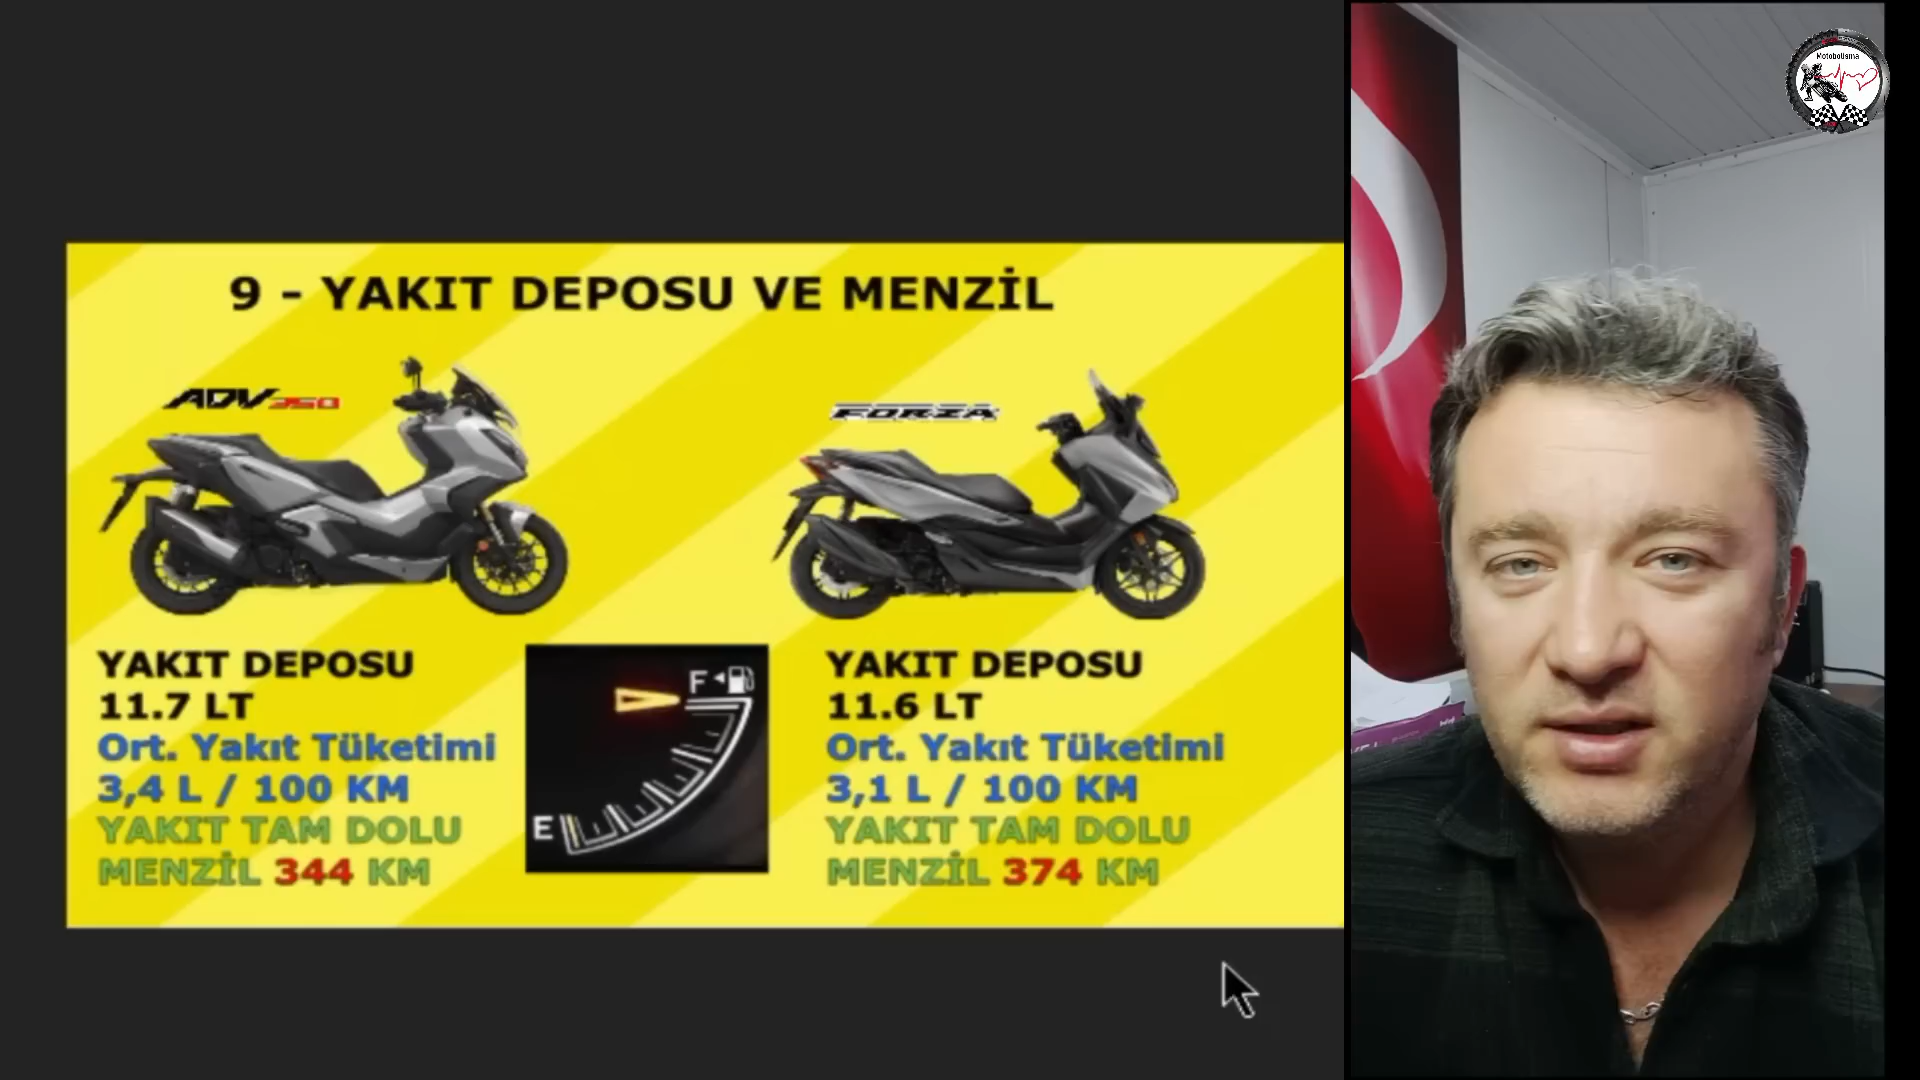 9 - YAKIT DEPOSU VE MENZİL
ADV350
FORZA
YAKIT DEPOSU
11.7 LT
Ort. Yakıt Tüketimi
3,4 L / 100 KM
YAKIT TAM DOLU
MENZİL 344 KM
F
E
YAKIT DEPOSU
11.6 LT
Ort. Yakıt Tüketimi
3,1 L / 100 KM
YAKIT TAM DOLU
MENZİL 374 KM
Motobolisma